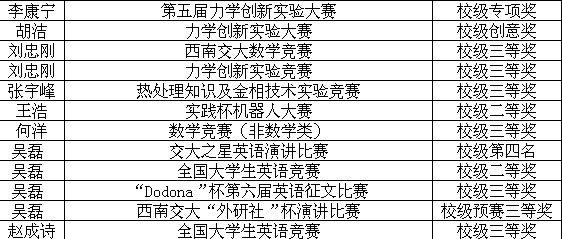 李康宁 第五届力学创新实验大赛 校级专项奖
胡洁 力学创新实验大赛 校级创意奖
刘忠刚 西南交大数学竞赛 校级三等奖
刘忠刚 力学创新实验竞赛 校级三等奖
张宇峰 热处理知识及金相技术实验竞赛 校级三等奖
王浩 实践杯机器人大赛 校级二等奖
何洋 数学竞赛（非数学类） 校级三等奖
吴磊 交大之星英语演讲比赛 校级第四名
吴磊 全国大学生英语竞赛 校级二等奖
吴磊 “Dodona”杯第六届英语征文比赛 校级三等奖
吴磊 西南交大“外研社”杯演讲比赛 校级预赛三等奖
赵成诗 全国大学生英语竞赛 校级三等奖